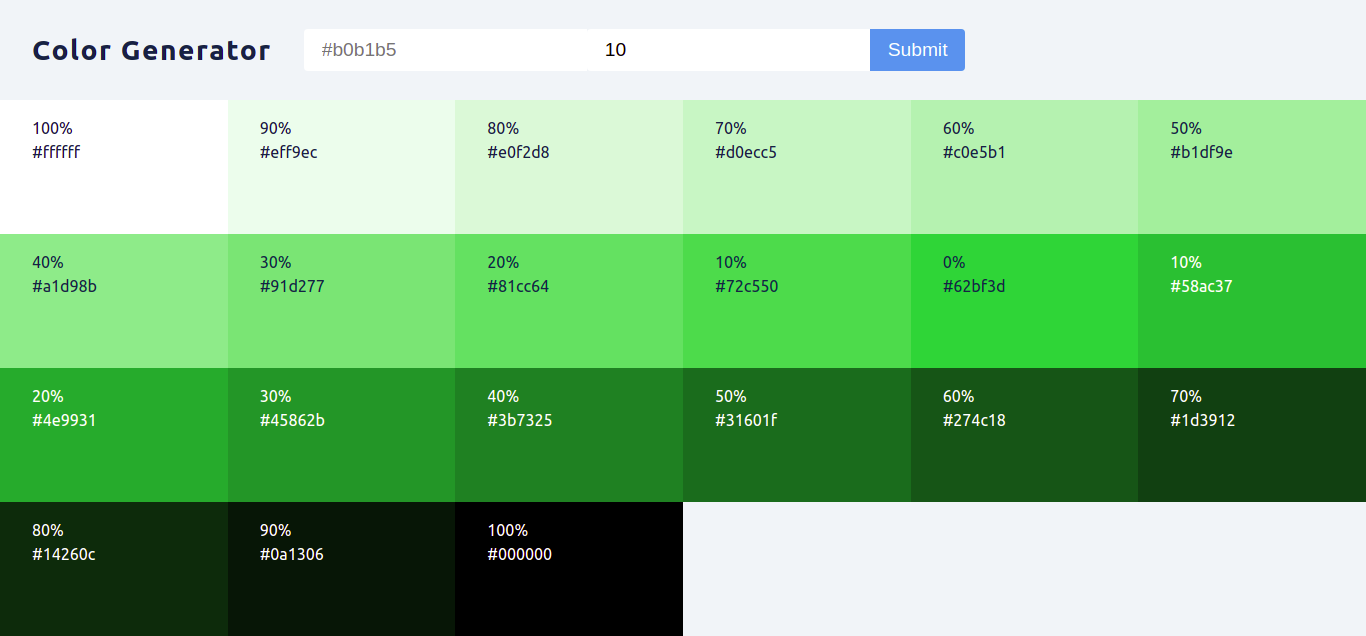 Color Generator
#b0b1b5
10
Submit
100%
#ffffff
90%
#eff9ec
80%
#e0f2d8
70%
#d0ecc5
60%
#c0e5b1
50%
#b1df9e
40%
#a1d98b
30%
#91d277
20%
#81cc64
10%
#72c550
0%
#62bf3d
10%
#58ac37
20%
#4e9931
30%
#45862b
40%
#3b7325
50%
#31601f
60%
#274c18
70%
#1d3912
80%
#14260c
90%
#0a1306
100%
#000000